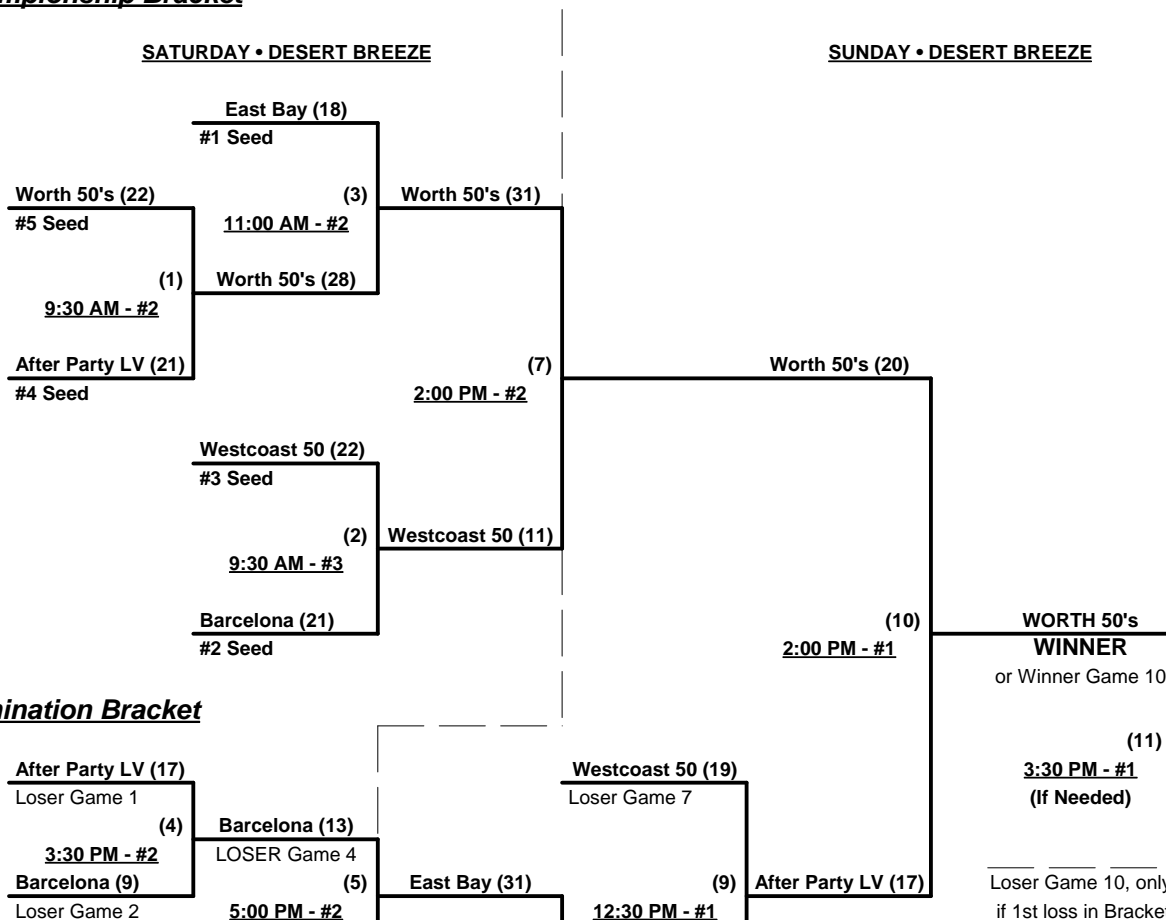 SATURDAY • DESERT BREEZE
SUNDAY • DESERT BREEZE
East Bay (18)
#1 Seed
Worth 50's (22)
(3)
Worth 50's (31)
#5 Seed
11:00 AM - #2
(1)
Worth 50's (28)
9:30 AM - #2
After Party LV (21)
(7)
Worth 50's (20)
#4 Seed
2:00 PM - #2
Westcoast 50 (22)
#3 Seed
(2)
Westcoast 50 (11)
9:30 AM - #3
Barcelona (21)
(10)
WORTH 50's
#2 Seed
2:00 PM - #1
WINNER
or Winner Game 10
Bracket
(11)
After Party LV (17)
Westcoast 50 (19)
3:30 PM - #1
Loser Game 1
Loser Game 7
(If Needed)
(4)
Barcelona (13)
3:30 PM - #2
LOSER Game 4
Barcelona (9)
(5)
East Bay (31)
(9)
After Party LV (17)
Loser Game 10, only
Loser Game 2
5:00 PM - #2
12:30 PM - #1
if 1st loss in Bracket